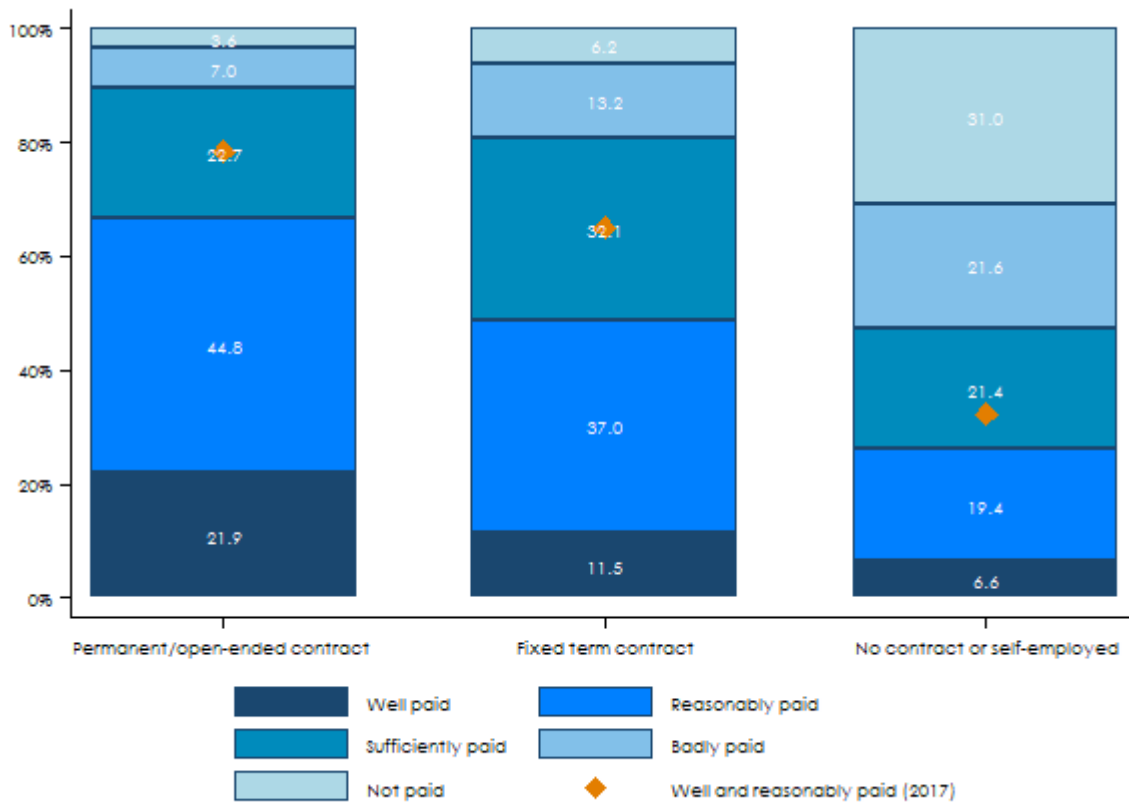 100%
80%
60%
40%
20%
0%
3.6
7.0
22.7
44.8
21.9
6.2
13.2
32.1
37.0
11.5
31.0
21.6
21.4
19.4
6.6
Permanent/open-ended contract
Fixed term contract
No contract or self-employed
Well paid
Reasonably paid
Sufficiently paid
Badly paid
Not paid
Well and reasonably paid (2017)